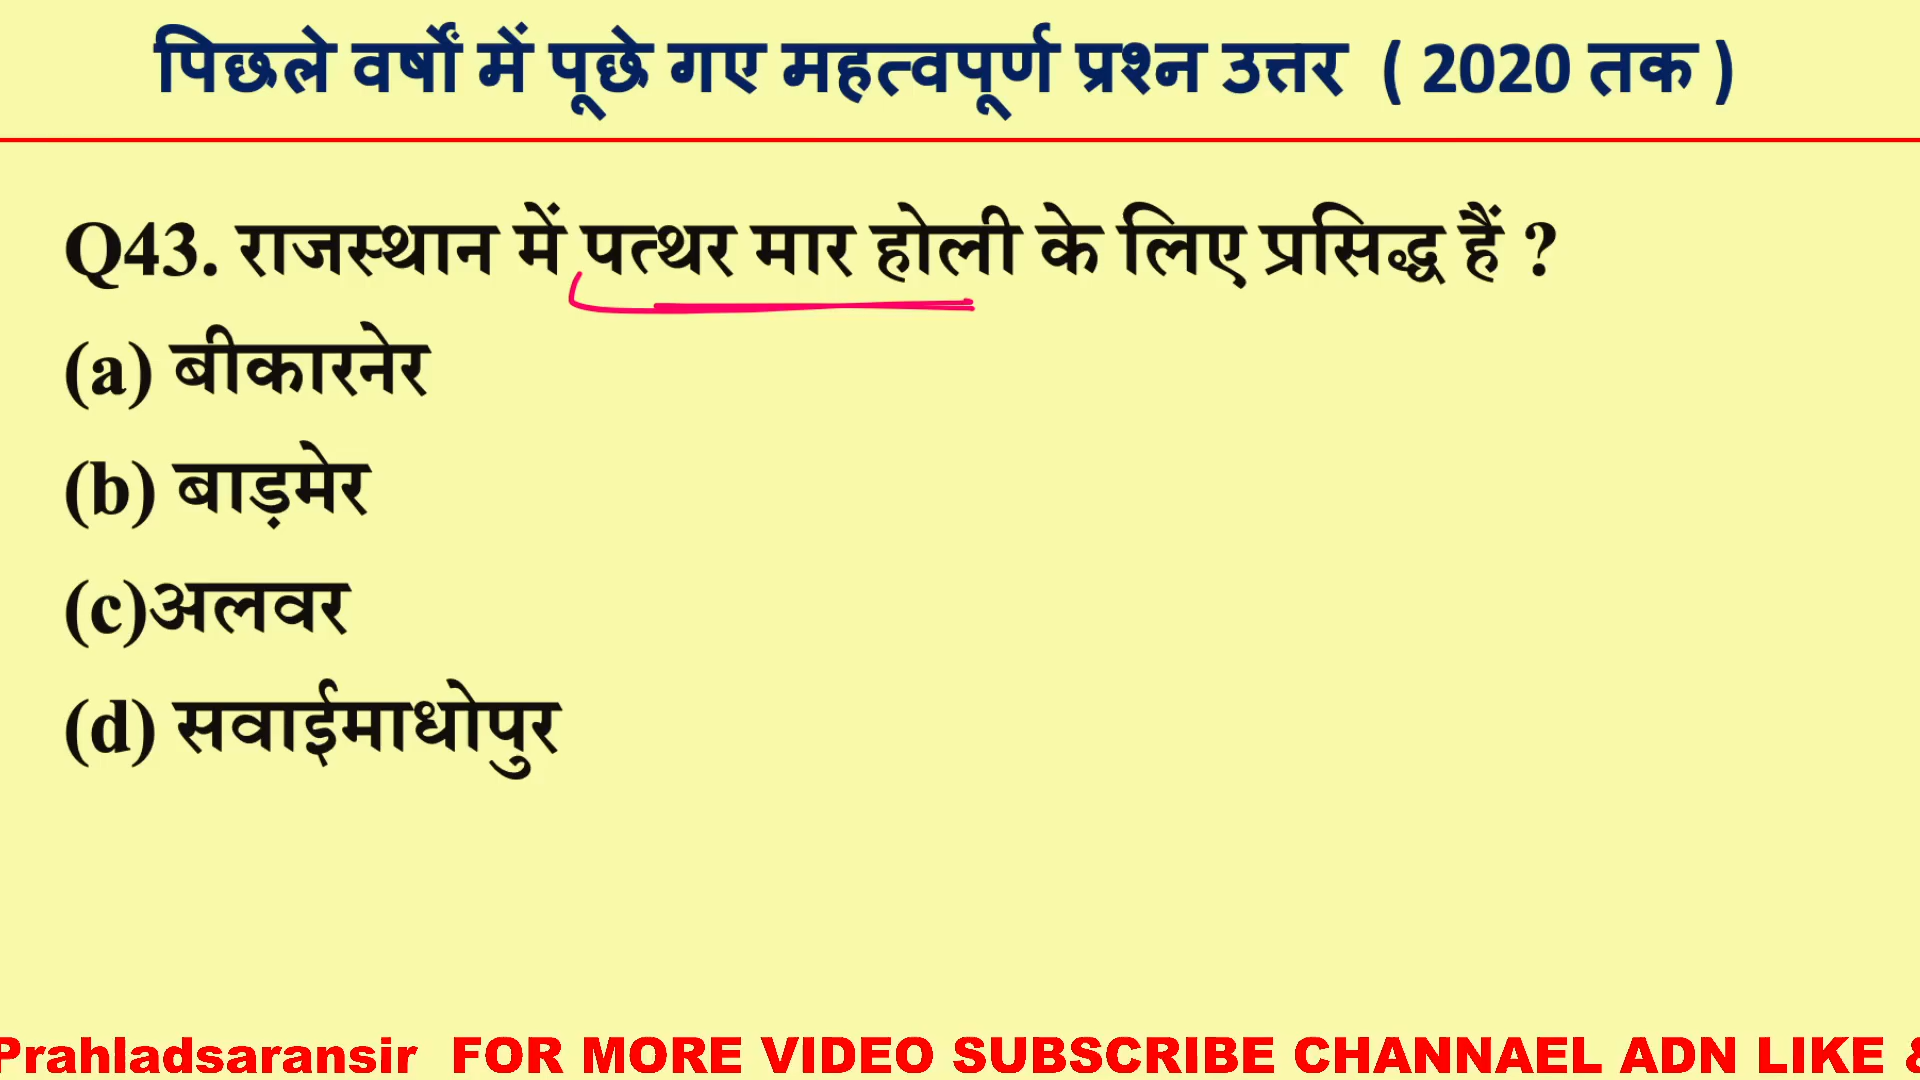 पिछले वर्षों में पूछे गए महत्वपूर्ण प्रश्न उत्तर ( 2020 तक )
Q43. राजस्थान में पत्थर मार होली के लिए प्रसिद्ध हैं ?
(a) बीकारनेर
(b) बाड़मेर
(c)अलवर
(d) सवाईमाधोपुर
Prahladsaransir FOR MORE VIDEO SUBSCRIBE CHANNAEL ADN LIKE &